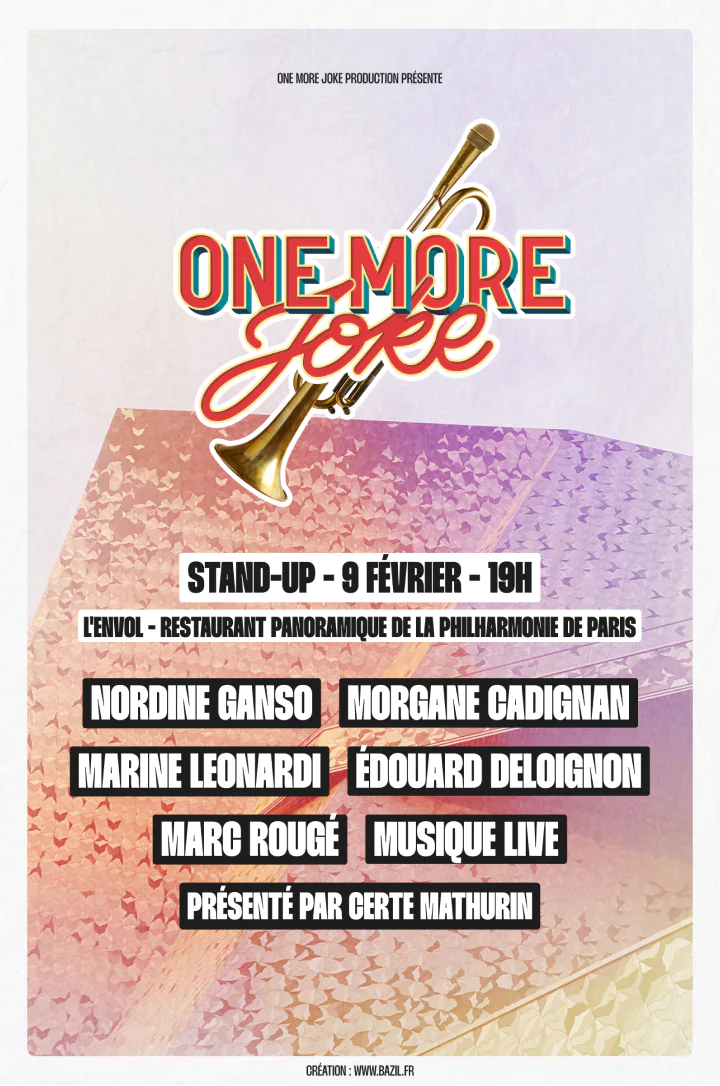 ONE MORE JOKE PRODUCTION PRÉSENTE
ONE MORE
Joke
STAND-UP - 9 FÉVRIER - 19H
L'ENVOL - RESTAURANT PANORAMIQUE DE LA PHILHARMONIE DE PARIS
NORDINE GANSO MORGANE CADIGNAN
MARINE LEONARDI ÉDOUARD DELOIGNON
MARC ROUGÉ MUSIQUE LIVE
PRÉSENTÉ PAR CERTE MATHURIN
CRÉATION : WWW.BAZIL.FR